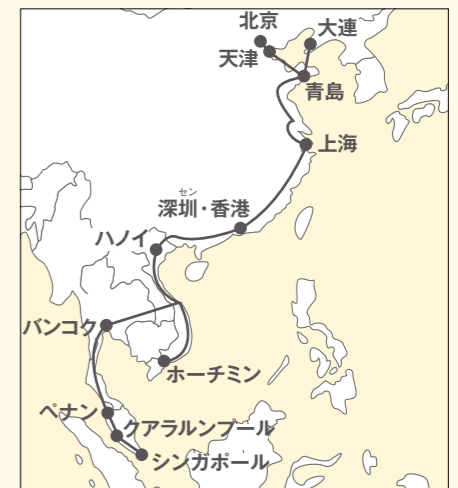 北京
大連
天津
青島
上海
セン
深圳・香港
ハノイ
バンコク
ホーチミン
ペナン
クアラルンプール
シンガポール